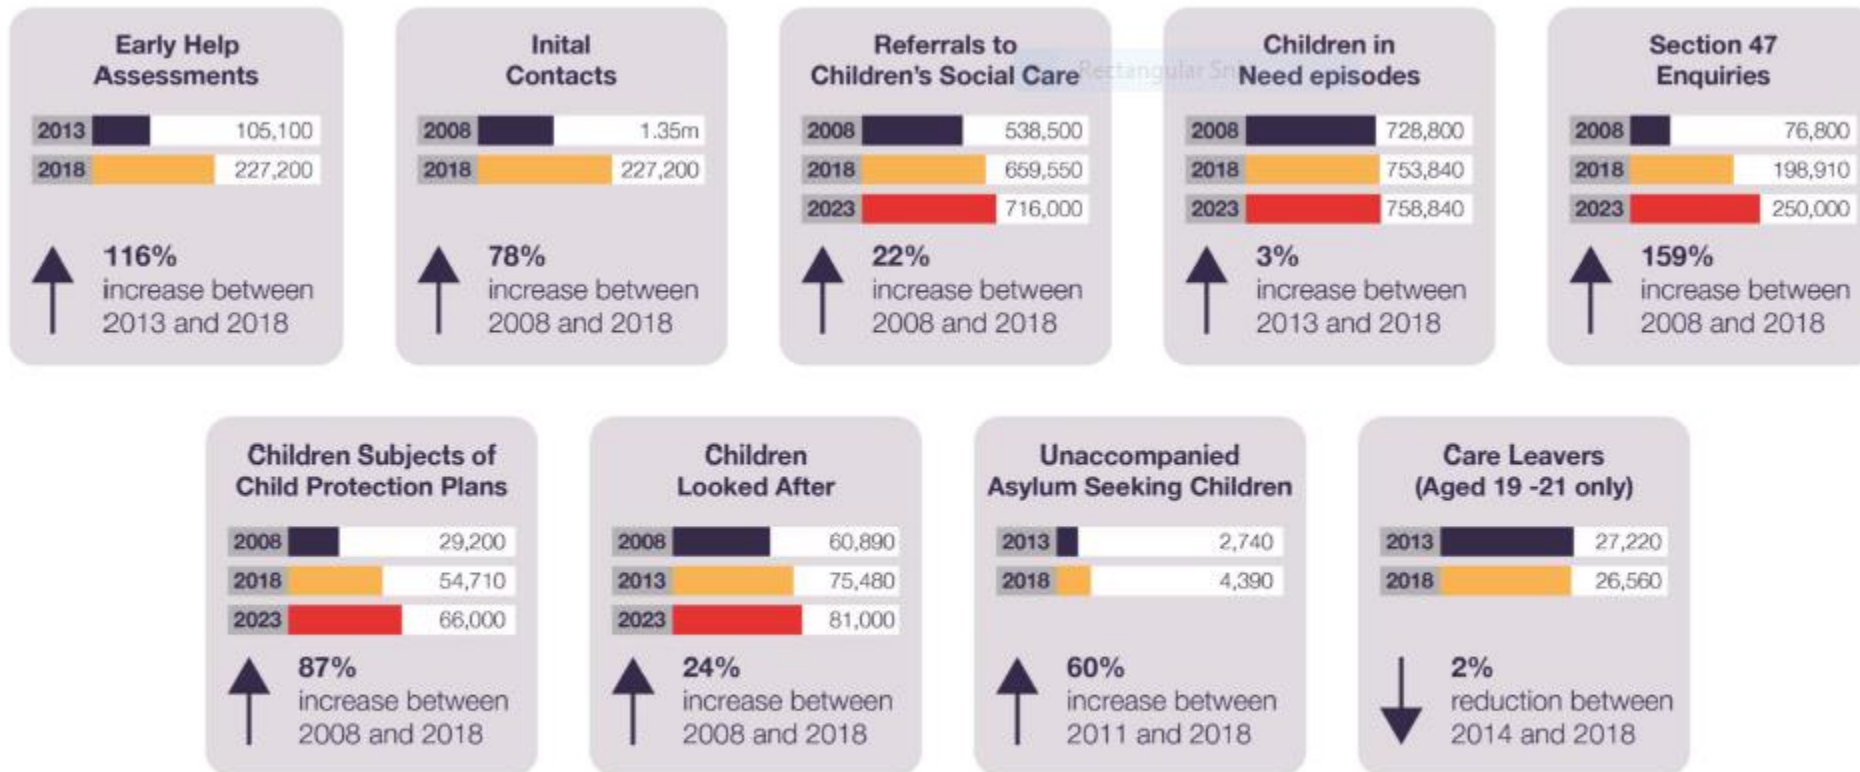 Early Help
Assessments
2013 105,100
2018 227,200
116%
increase between
2013 and 2018
Inital
Contacts
2008 1.35m
2018 227,200
78%
increase between
2008 and 2018
Referrals to
Children's Social Care
2008 538,500
2018 659,550
2023 716,000
22%
increase between
2008 and 2018
Rectangular
Children in
Need episodes
2008 728,800
2018 753,840
2023 758,840
3%
increase between
2013 and 2018
Section 47
Enquiries
2008 76,800
2018 198,910
2023 250,000
159%
increase between
2008 and 2018
Children Subjects of
Child Protection Plans
2008 29,200
2018 54,710
2023 66,000
87%
increase between
2008 and 2018
Children
Looked After
2008 60,890
2013 75,480
2023 81,000
24%
increase between
2008 and 2018
Unaccompanied
Asylum Seeking Children
2013 2,740
2018 4,390
60%
increase between
2011 and 2018
Care Leavers
(Aged 19 -21 only)
2013 27,220
2018 26,560
2%
reduction between
2014 and 2018